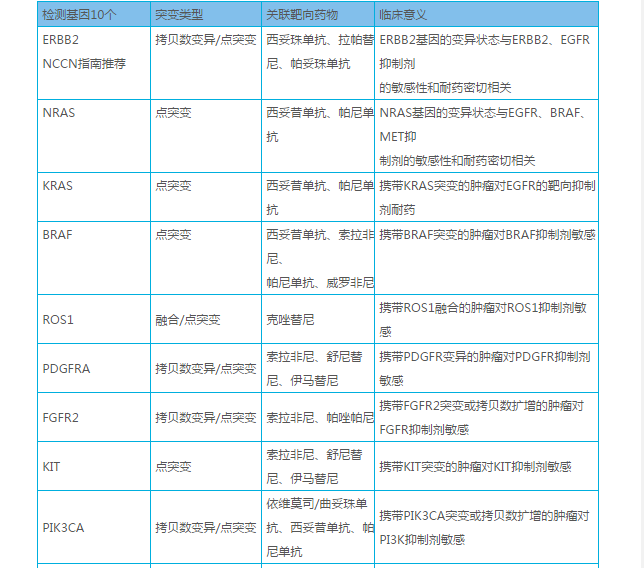 检测基因10个 突变类型 关联靶向药物 临床意义
ERBB2 拷贝数变异/点突变 西妥珠单抗、拉帕替 ERBB2基因的变异状态与ERBB2、EGFR
NCCN指南推荐 尼、帕妥珠单抗 抑制剂
的敏感性和耐药密切相关
NRAS 点突变 西妥昔单抗、帕尼单 NRAS基因的变异状态与EGFR、BRAF、
抗 MET抑
制剂的敏感性和耐药密切相关
KRAS 点突变 西妥昔单抗、帕尼单 携带KRAS突变的肿瘤对EGFR的靶向抑制
抗 剂耐药
BRAF 点突变 西妥昔单抗、索拉非 携带BRAF突变的肿瘤对BRAF抑制剂敏感
尼、
帕尼单抗、威罗非尼
携带ROS1融合的肿瘤对ROS1抑制剂敏
ROS1 融合/点突变 克唑替尼
感
索拉非尼、舒尼替 携带PDGFR变异的肿瘤对PDGFR抑制剂
PDGFRA 拷贝数变异/点突变
尼、伊马替尼 敏感
携带FGFR2突变或拷贝数扩增的肿瘤对
FGFR2 拷贝数变异/点突变 索拉非尼、帕唑帕尼
FGFR抑制剂敏感
索拉非尼、舒尼替
KIT 点突变 携带KIT突变的肿瘤对KIT抑制剂敏感
尼、伊马替尼
依维莫司/曲妥珠单
携带PIK3CA突变或拷贝数扩增的肿瘤对
PIK3CA 拷贝数变异/点突变 抗、西妥昔单抗、帕
PI3K抑制剂敏感
尼单抗